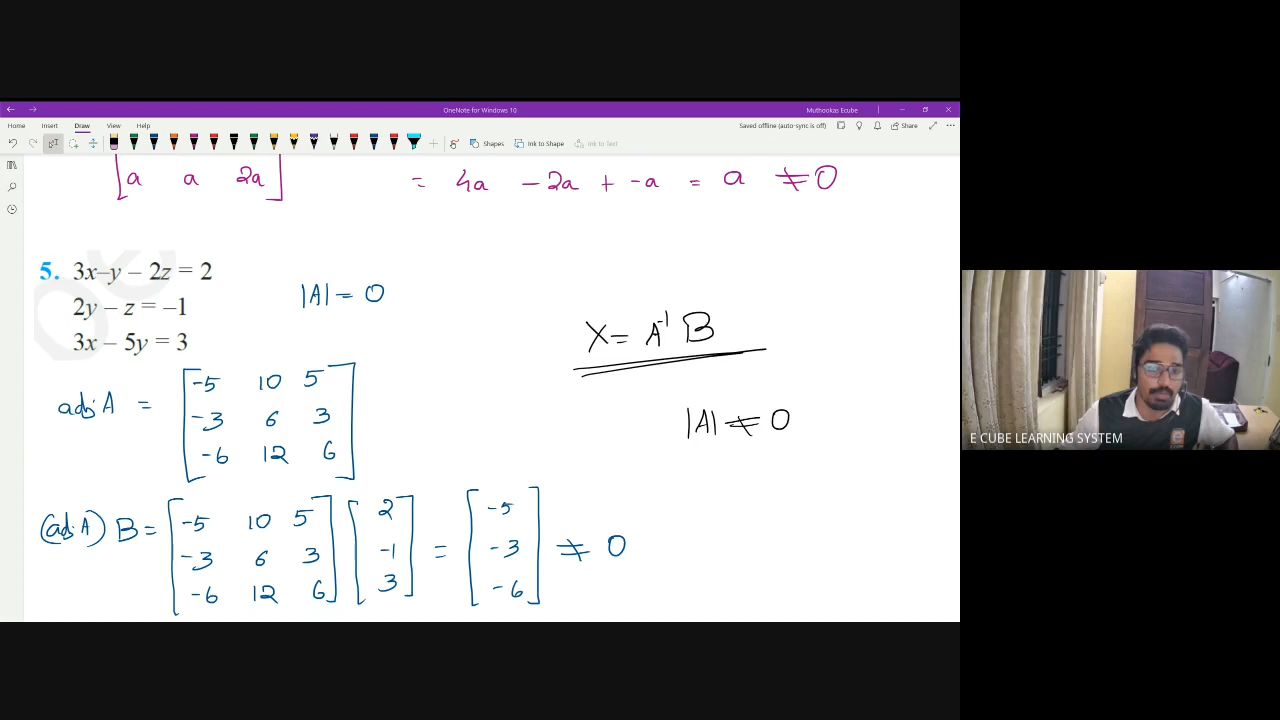 OneNote for Windows 10
Muthookas Ecube
Home Insert Draw View Help
Saved offline (auto-sync is off) Share
Shapes Ink to Shape Ink to Text
[a a 2a] = 4a - 2a + -a = a ≠ 0
5. 3x–y – 2z = 2
2y – z = –1
3x – 5y = 3
|A| = 0
X = A⁻¹ B
|A| ≠ 0
adj A = [-5 10 5
-3 6 3
-6 12 6]
(adj A) B = [-5 10 5 [2 [-5
-3 6 3 -1 = -3 ≠ 0
-6 12 6] 3] -6]
E CUBE LEARNING SYSTEM